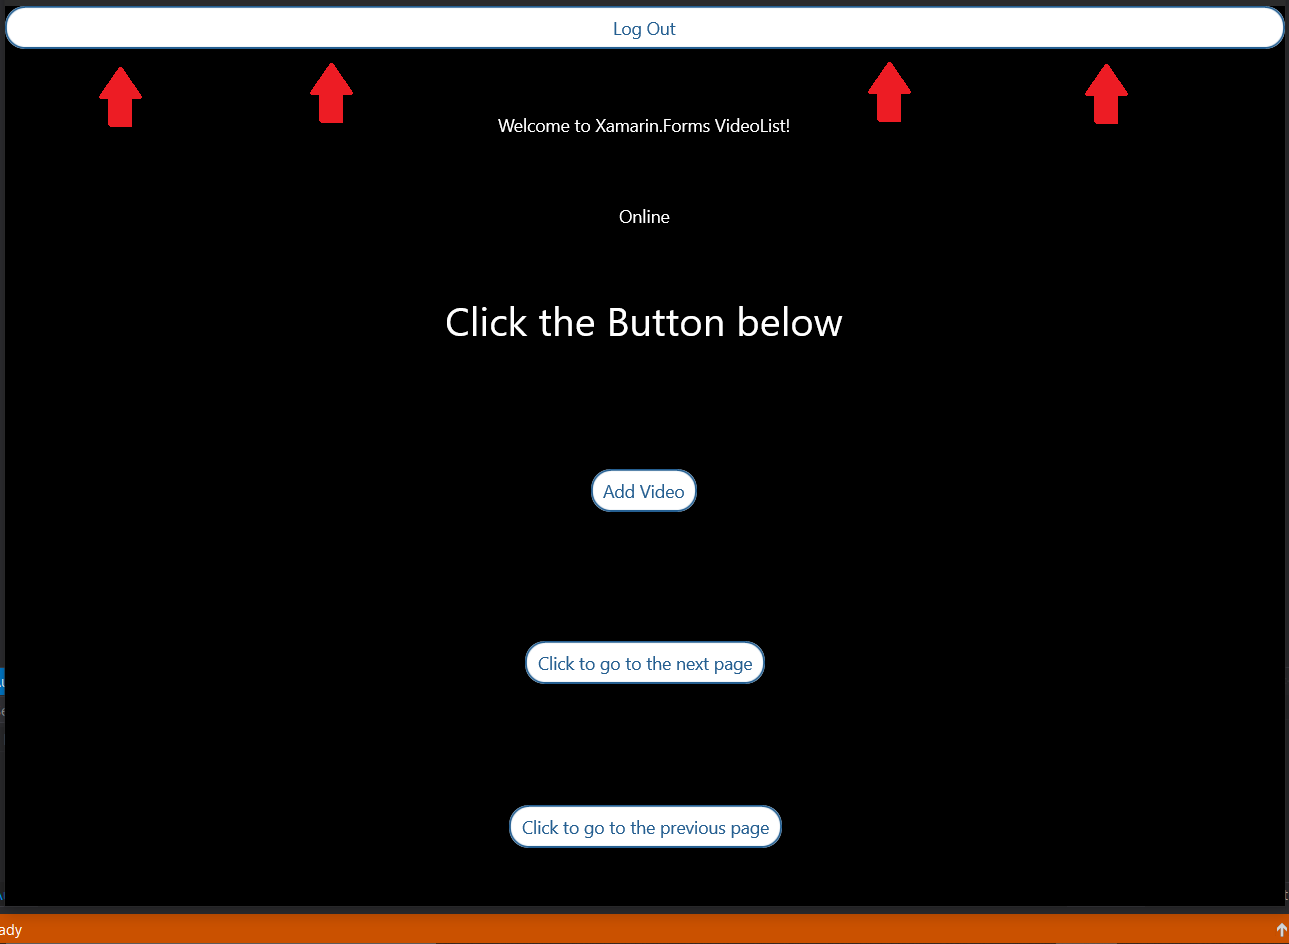 Log Out
Welcome to Xamarin.Forms VideoList!
Online
Click the Button below
Add Video
Click to go to the next page
Click to go to the previous page
ady